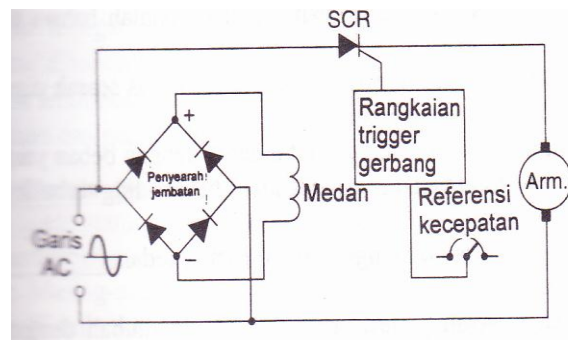 SCR
+
Rangkaian
trigger
gerbang
Penyearah
jembatan
Medan
Arm.
Referensi
kecepatan
Garis
AC
−